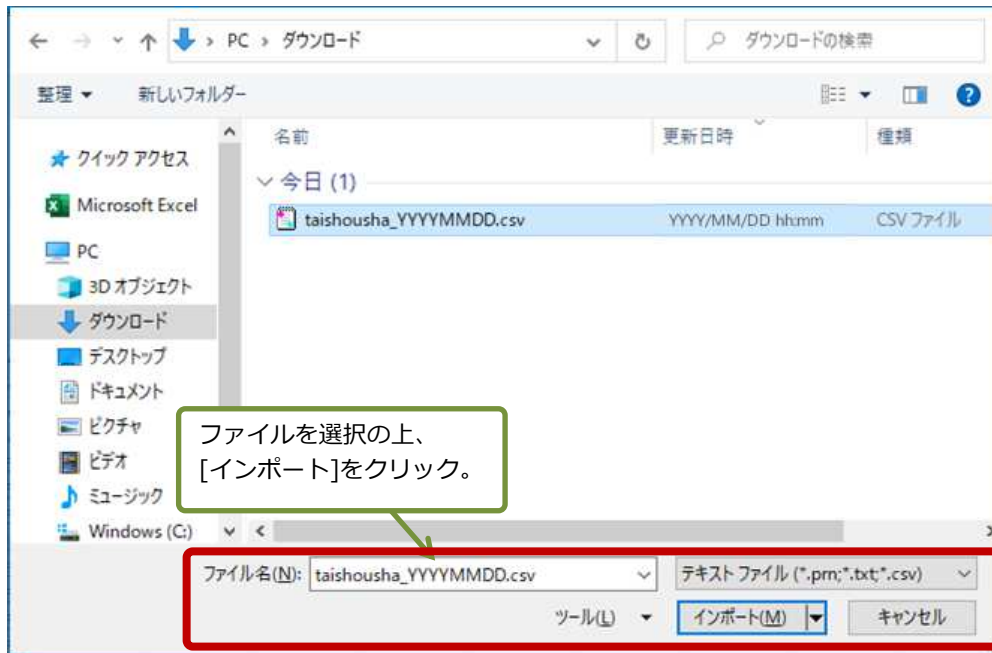 PC › ダウンロード
ダウンロードの検索
整理
新しいフォルダー
名前
更新日時
種類
クイック アクセス
今日 (1)
Microsoft Excel
taishousha_YYYYMMDD.csv
YYYY/MM/DD hh:mm
CSV ファイル
PC
3D オブジェクト
ダウンロード
デスクトップ
ドキュメント
ピクチャ
ビデオ
ミュージック
Windows (C:)
ファイルを選択の上、
[インポート]をクリック。
ファイル名(N):
taishousha_YYYYMMDD.csv
テキスト ファイル (*.prn;*.txt;*.csv)
ツール(L)
インポート(M)
キャンセル